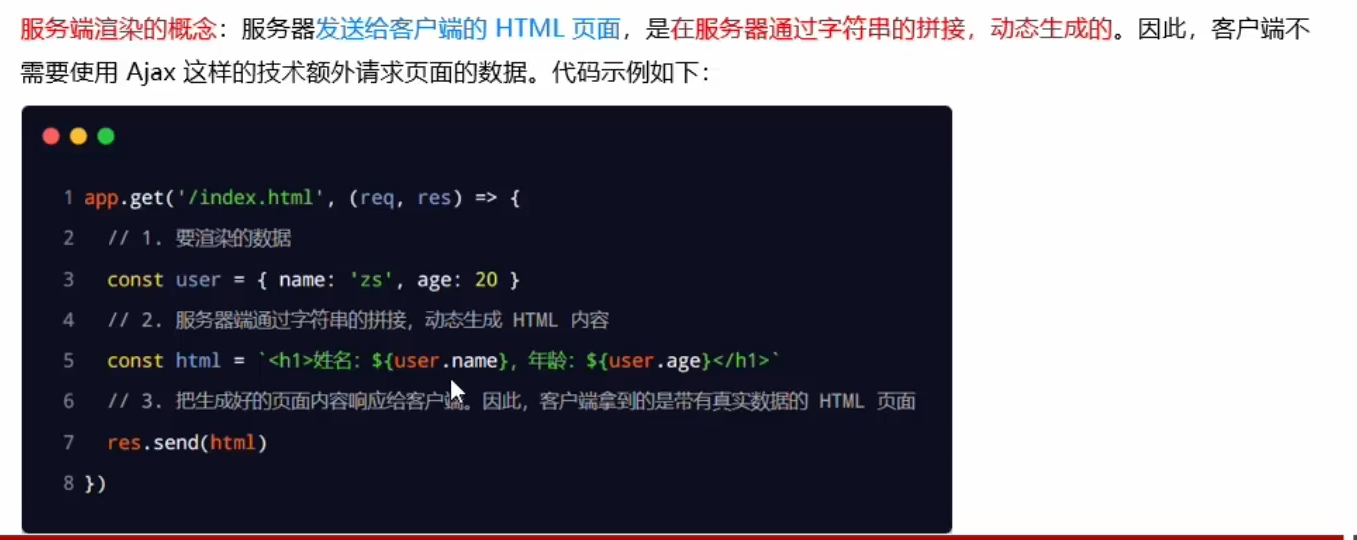 服务端渲染的概念：服务器发送给客户端的 HTML 页面，是在服务器通过字符串的拼接，动态生成的。因此，客户端不
需要使用 Ajax 这样的技术额外请求页面的数据。代码示例如下：
1 app.get('/index.html', (req, res) => {
2   // 1. 要渲染的数据
3   const user = { name: 'zs', age: 20 }
4   // 2. 服务器端通过字符串的拼接，动态生成 HTML 内容
5   const html = `<h1>姓名：${user.name}，年龄：${user.age}</h1>`
6   // 3. 把生成好的页面内容响应给客户端。因此，客户端拿到的是带有真实数据的 HTML 页面
7   res.send(html)
8 })